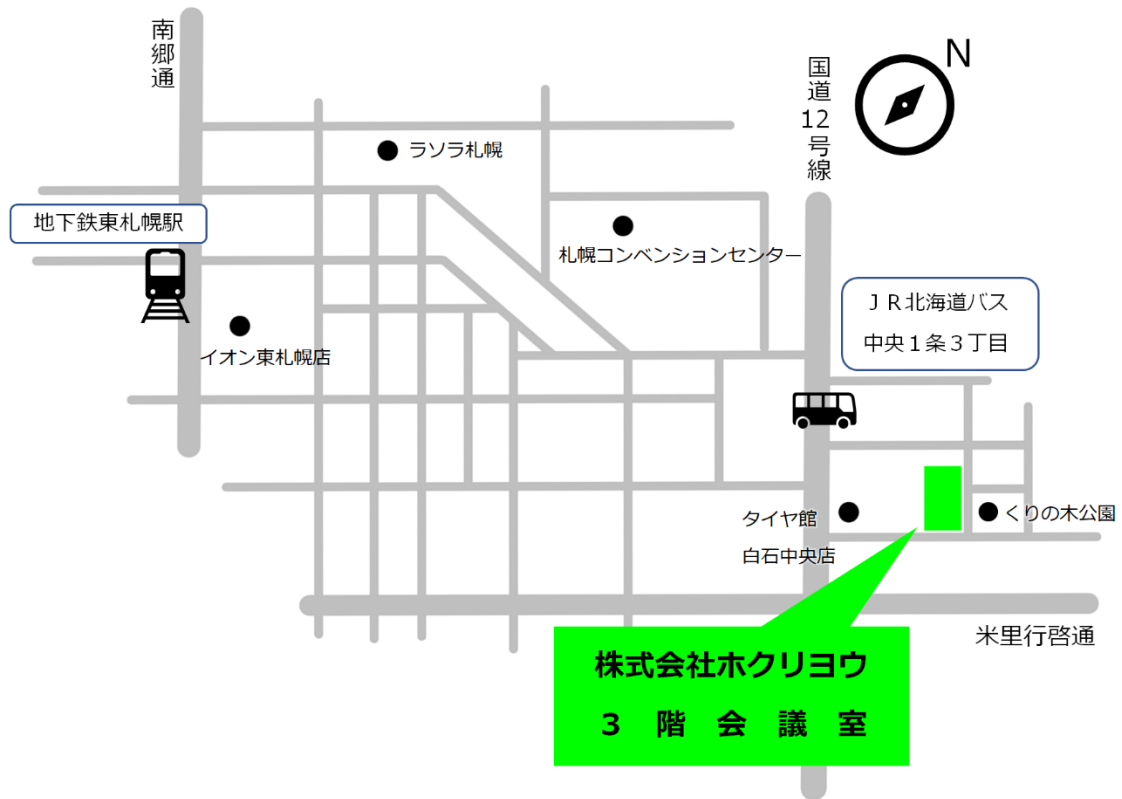 南郷通
国道12号線
N
ラソラ札幌
地下鉄東札幌駅
札幌コンベンションセンター
ＪＲ北海道バス
中央１条３丁目
イオン東札幌店
タイヤ館
白石中央店
くりの木公園
米里行啓通
株式会社ホクリヨウ
３階会議室